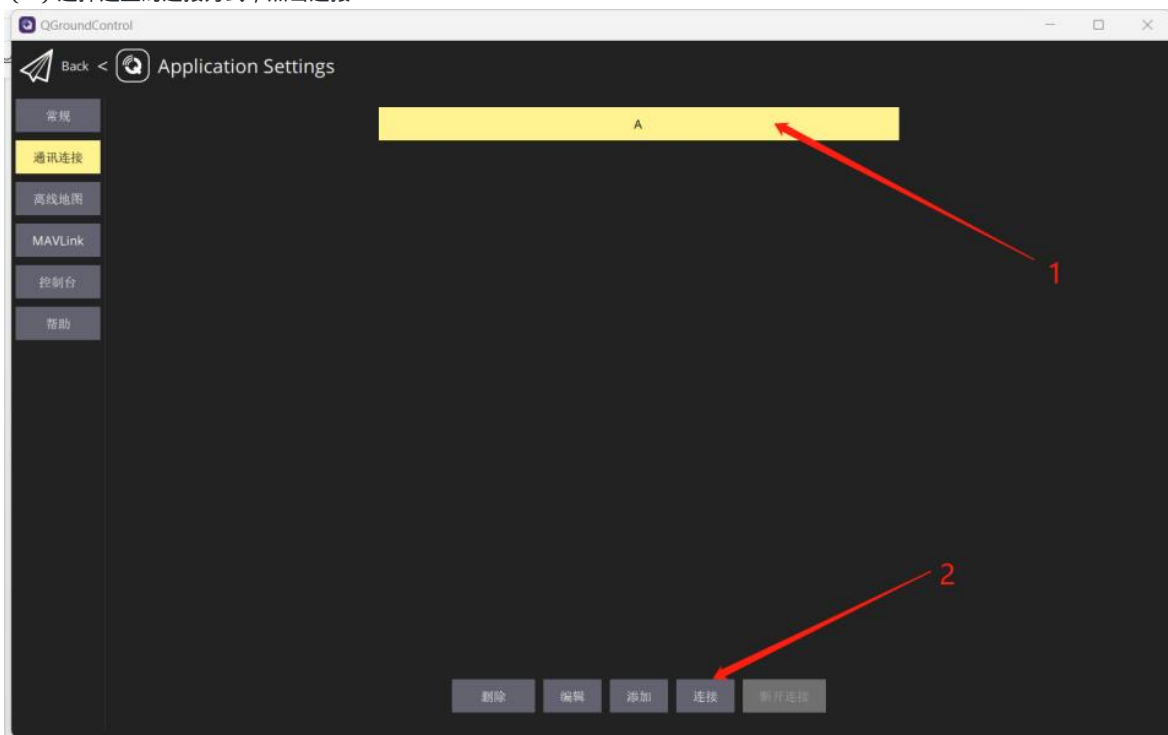 QGroundControl
Back < Application Settings
常规
A
通讯连接
离线地图
MAVLink
控制台
1
帮助
2
删除 编辑 添加 连接 断开连接